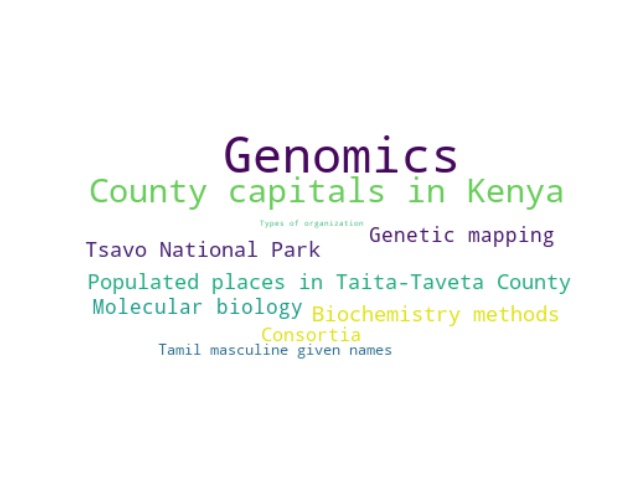 Genomics
County capitals in Kenya
Types of organization
Genetic mapping
Tsavo National Park
Populated places in Taita-Taveta County
Molecular biology
Biochemistry methods
Consortia
Tamil masculine given names